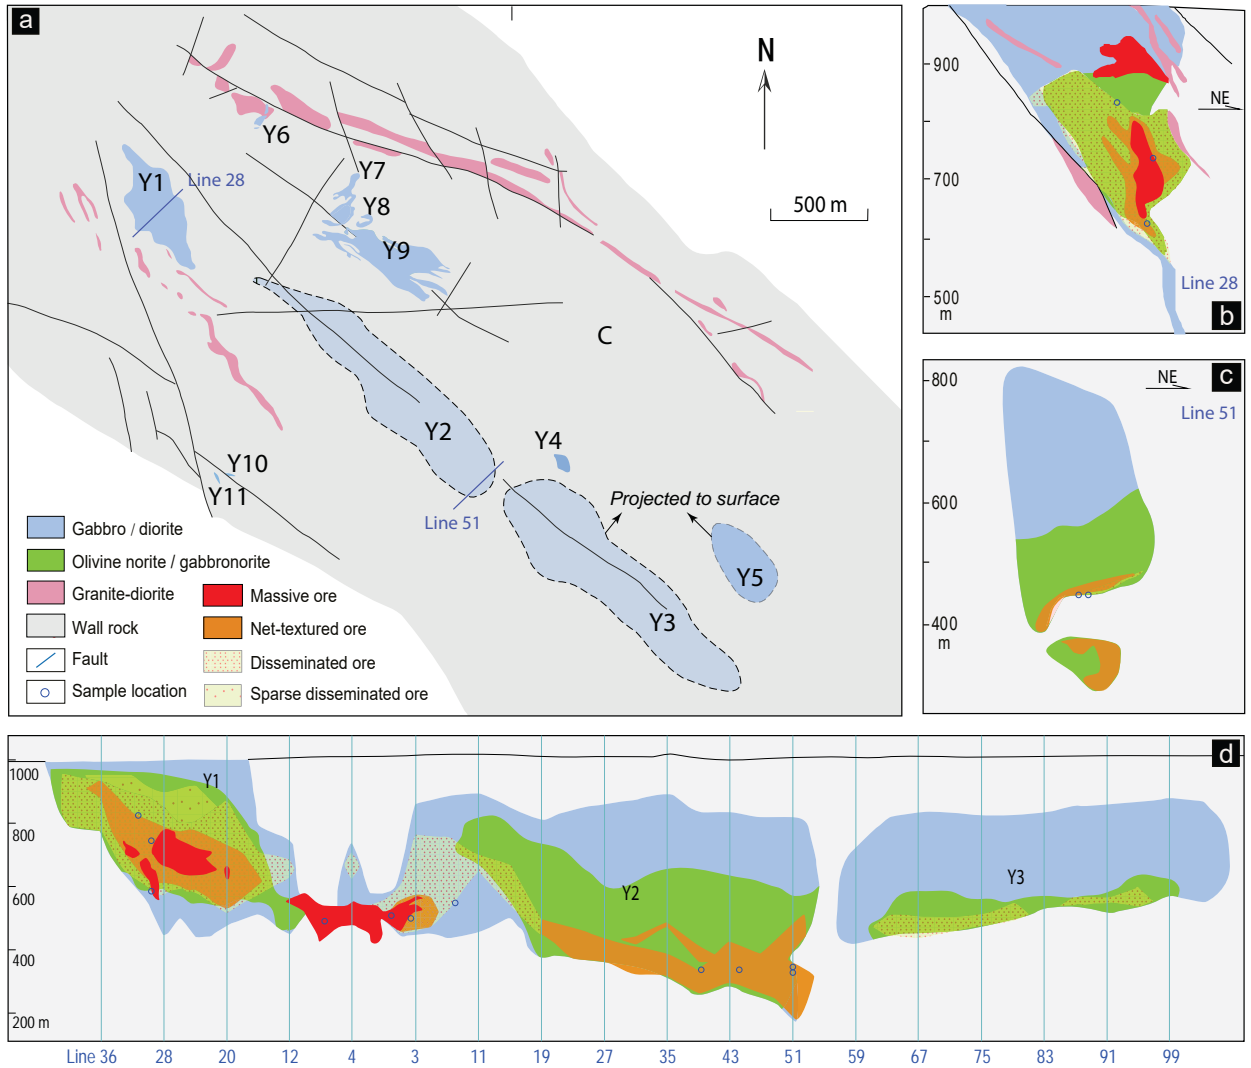 a
N
500 m
Y6
Y7
Y1
Line 28
Y8
Y9
C
Y2
Y4
Y10
Y11
Line 51
Projected to surface
Y5
Y3
Gabbro / diorite
Olivine norite / gabbronorite
Granite-diorite
Wall rock
Fault
Sample location
Massive ore
Net-textured ore
Disseminated ore
Sparse disseminated ore
900
NE
700
500
m
Line 28
b
c
800
NE
Line 51
600
400
m
d
1000
800
600
400
200 m
Y1
Y2
Y3
Line 36 28 20 12 4 3 11 19 27 35 43 51 59 67 75 83 91 99